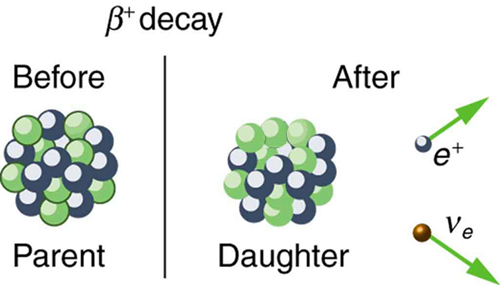 β⁺ decay
Before
After
e⁺
νₑ
Parent
Daughter